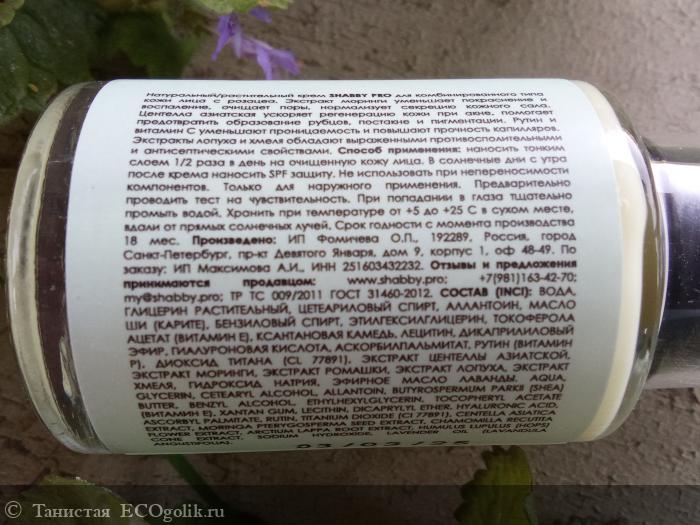 Натуральный/растительный крем SHABBY PRO для комбинированного типа
кожи лица с розацеа. Экстракт моринги уменьшает покраснение и
воспаление, очищает поры, нормализует секрецию кожного сала.
Центелла азиатская ускоряет регенерацию кожи при акне, помогает
предотвратить образование рубцов, постакне и пигментации. Рутин и
витамин С уменьшают проницаемость и повышают прочность капилляров.
Экстракты лопуха и хмеля обладают выраженными противоспалительными
и антисептическими свойствами. Способ применения: наносить тонким
слоем 1/2 раза в день на очищенную кожу лица. В солнечные дни с утра
после крема наносить SPF защиту. Не использовать при непереносимости
компонентов. Только для наружного применения. Предварительно
проводить тест на чувствительность. При попадании в глаза тщательно
промыть водой. Хранить при температуре от +5 до +25 С в сухом месте,
вдали от прямых солнечных лучей. Срок годности с момента производства
18 мес. Произведено: ИП Фомичева О.П., 192289, Россия, город
Санкт-Петербург, пр-кт Девятого Января, дом 9, корпус 1, оф 48-49. По
заказу: ИП Максимова А.И., ИНН 251603432232. Отзывы и предложения
принимаются продавцом: www.shabby.pro; +7(981)163-42-70;
my@shabby.pro; ТР ТС 009/2011 ГОСТ 31460-2012. СОСТАВ (INCI): ВОДА,
ГЛИЦЕРИН РАСТИТЕЛЬНЫЙ, ЦЕТЕАРИЛОВЫЙ СПИРТ, АЛЛАНТОИН, МАСЛО
ШИ (КАРИТЕ), БЕНЗИЛОВЫЙ СПИРТ, ЭТИЛГЕКСИЛГЛИЦЕРИН, ТОКОФЕРОЛА
АЦЕТАТ (ВИТАМИН Е), КСАНТАНОВАЯ КАМЕДЬ, ЛЕЦИТИН, ДИКАПРИЛИЛОВЫЙ
ЭФИР, ГИАЛУРОНОВАЯ КИСЛОТА, АСКОРБИЛПАЛЬМИТАТ, РУТИН (ВИТАМИН
Р), ДИОКСИД ТИТАНА (CL 77891), ЭКСТРАКТ ЦЕНТЕЛЛЫ АЗИАТСКОЙ,
ЭКСТРАКТ МОРИНГИ, ЭКСТРАКТ РОМАШКИ, ЭКСТРАКТ ЛОПУХА, ЭКСТРАКТ
ХМЕЛЯ, ГИДРОКСИД НАТРИЯ, ЭФИРНОЕ МАСЛО ЛАВАНДЫ. AQUA,
GLYCERIN, CETEARYL ALCOHOL, ALLANTOIN, BUTYROSPERMUM PARKII (SHEA)
BUTTER, BENZYL ALCOHOL, ETHYLHEXYLGLYCERIN, TOCOPHERYL ACETATE
(ВИТАМИН Е), XANTAN GUM, LECITHIN, DICAPRYLYL ETHER, HYALURONIC ACID,
ASCORBYL PALMITATE, RUTIN, TITANIUM DIOXIDE (CI 77891), CENTELLA ASIATICA
EXTRACT, MORINGA PTERYGOSPERMA SEED EXTRACT, CHAMOMILLA RECUTITA
FLOWER EXTRACT, ARCTIUM LAPPA ROOT EXTRACT, HUMULUS LUPULUS (HOPS)
CONE EXTRACT, SODIUM HYDROXIDE, LAVENDER OIL (LAVANDULA
ANGUSTIFOLIA).
© Танистая ECOgolik.ru